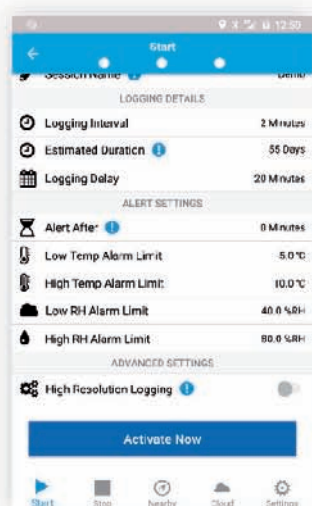 12:50
Start
Session Name Demo
LOGGING DETAILS
Logging Interval 2 Minutes
Estimated Duration 55 Days
Logging Delay 20 Minutes
ALERT SETTINGS
Alert After 0 Minutes
Low Temp Alarm Limit 5.0°C
High Temp Alarm Limit 10.0°C
Low RH Alarm Limit 40.0 %RH
High RH Alarm Limit 80.0 %RH
ADVANCED SETTINGS
High Resolution Logging
Activate Now
Start Stop Nearby Cloud Settings